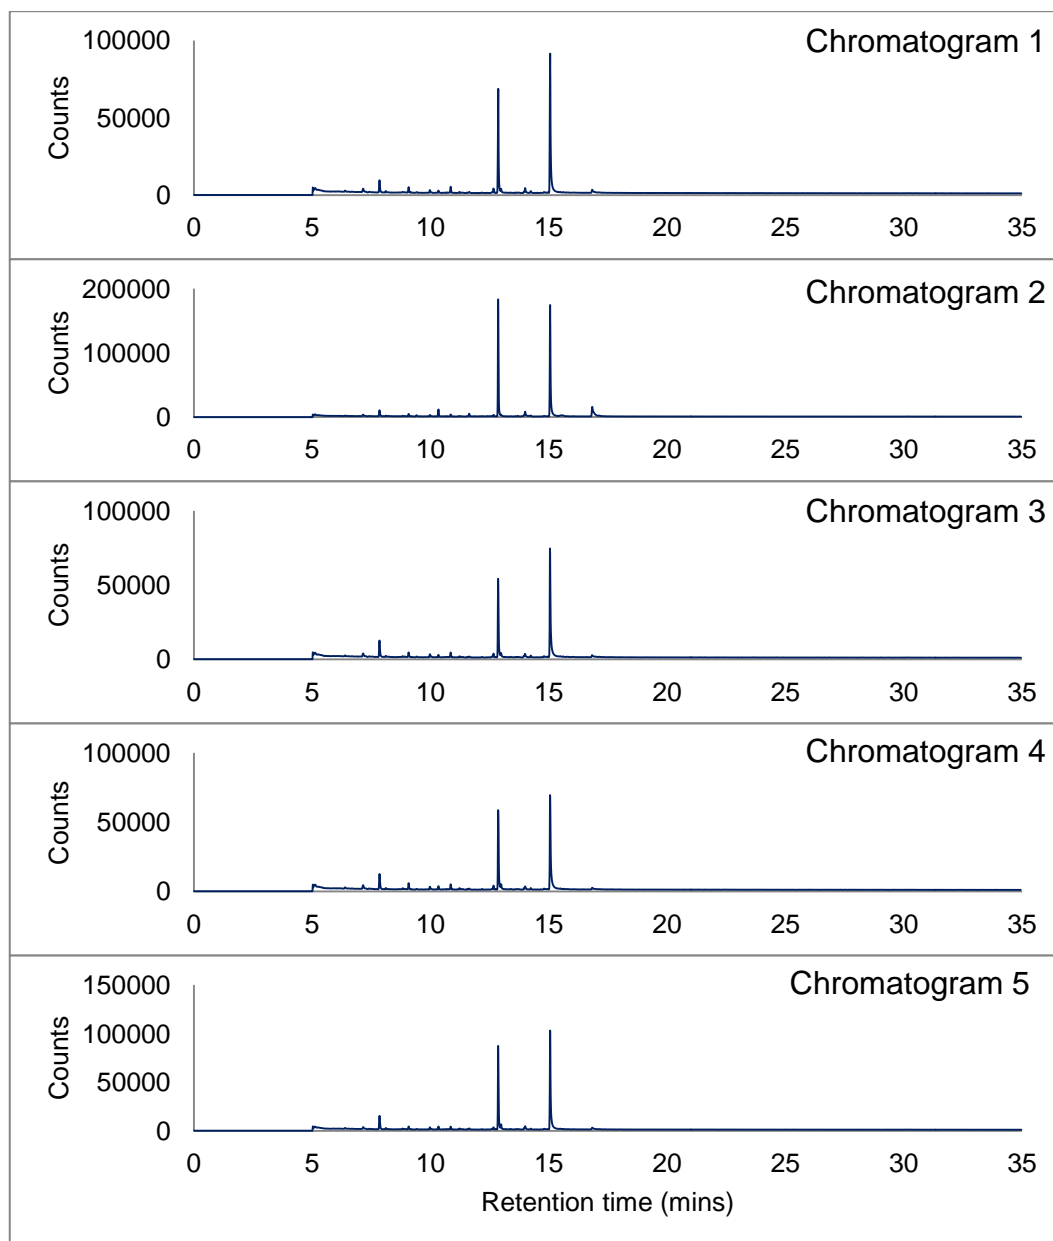 Chromatogram 1
Counts
100000
50000
0
0 5 10 15 20 25 30 35
Chromatogram 2
Counts
200000
100000
0
0 5 10 15 20 25 30 35
Chromatogram 3
Counts
100000
50000
0
0 5 10 15 20 25 30 35
Chromatogram 4
Counts
100000
50000
0
0 5 10 15 20 25 30 35
Chromatogram 5
Counts
150000
100000
50000
0
0 5 10 15 20 25 30 35
Retention time (mins)